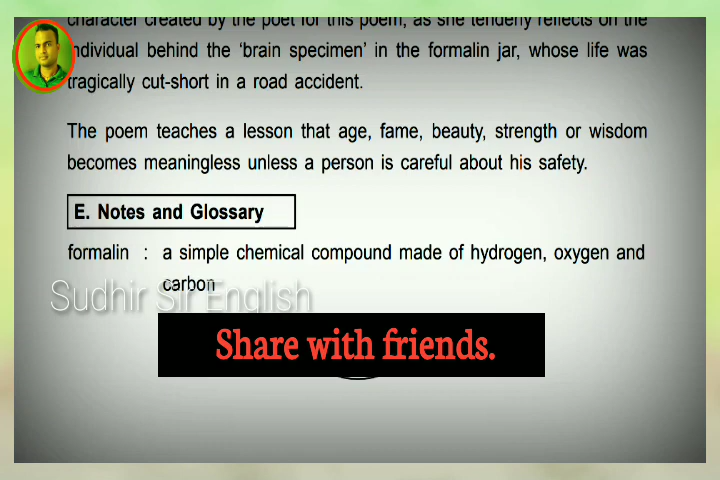 character created by the poet for this poem, as she tenderly reflects on the
individual behind the ‘brain specimen’ in the formalin jar, whose life was
tragically cut-short in a road accident.
The poem teaches a lesson that age, fame, beauty, strength or wisdom
becomes meaningless unless a person is careful about his safety.
E. Notes and Glossary
formalin : a simple chemical compound made of hydrogen, oxygen and
carbon
Sudhir Sir English
Share with friends.